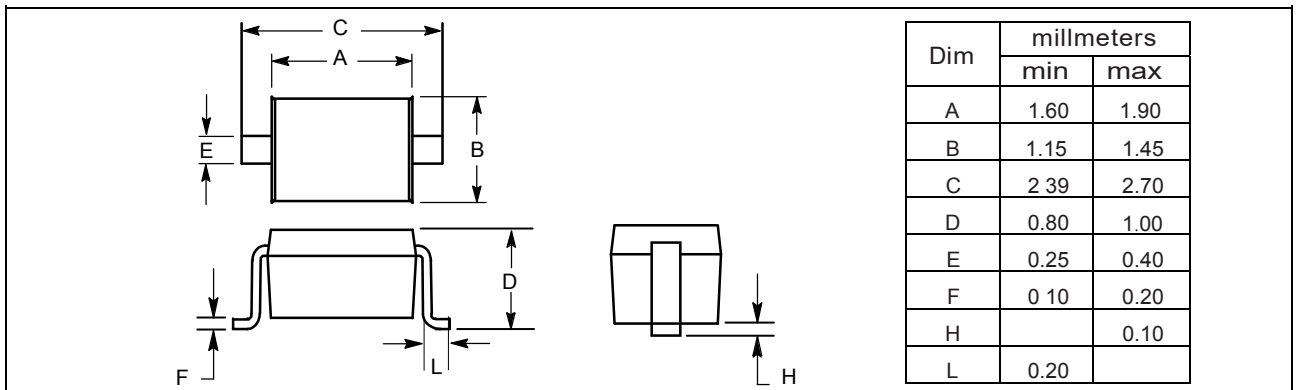 C
A
E
B
D
F
L
H
Dim millmeters
min max
A 1.60 1.90
B 1.15 1.45
C 2 39 2.70
D 0.80 1.00
E 0.25 0.40
F 0 10 0.20
H 0.10
L 0.20